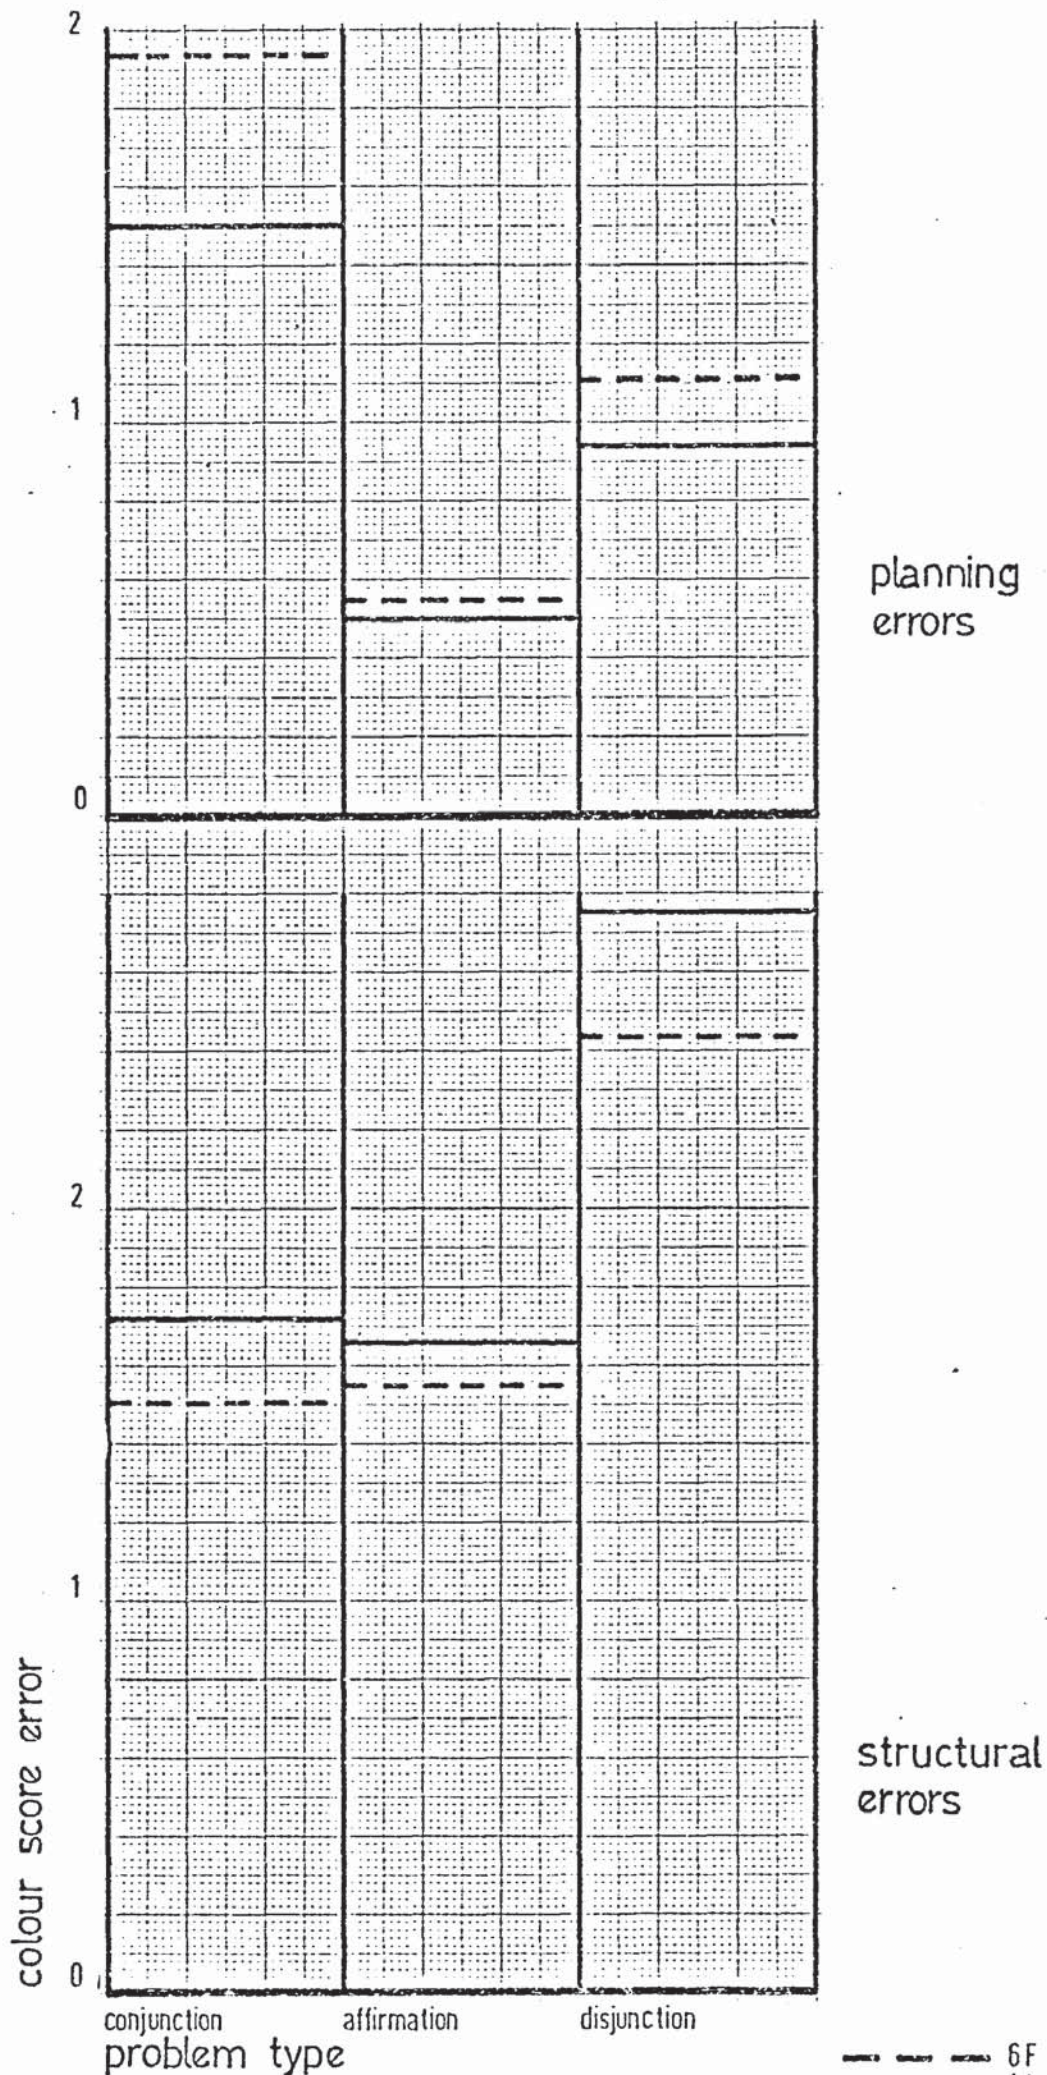 2
1
planning
errors
0
2
1
colour score error
structural
errors
0
conjunction affirmation disjunction
problem type
6F